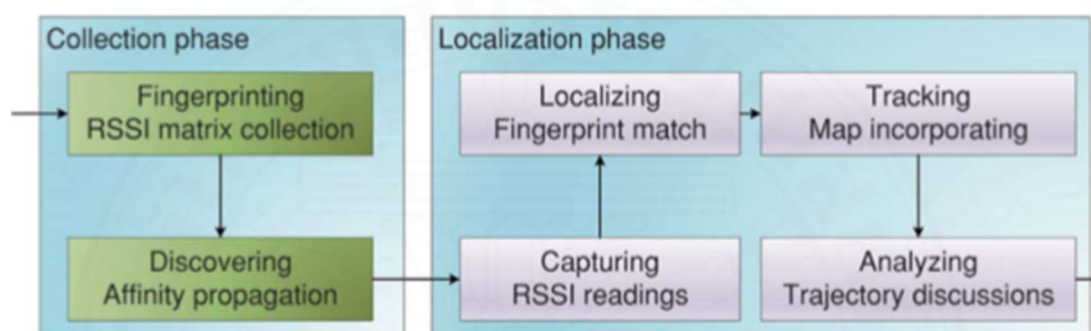 Collection phase
Fingerprinting
RSSI matrix collection
Discovering
Affinity propagation
Localization phase
Capturing
RSSI readings
Localizing
Fingerprint match
Tracking
Map incorporating
Analyzing
Trajectory discussions